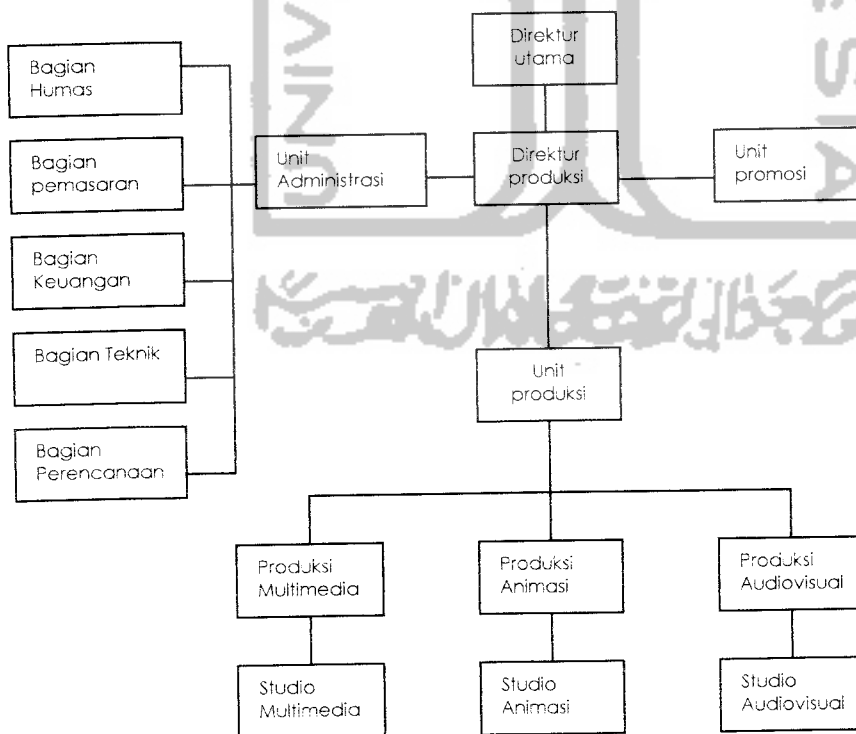 Direktur
utama
Bagian
Humas
Bagian
pemasaran
Unit
Administrasi
Direktur
produksi
Unit
promosi
Bagian
Keuangan
Bagian Teknik
Bagian
Perencanaan
Unit
produksi
Produksi
Multimedia
Produksi
Animasi
Produksi
Audiovisual
Studio
Multimedia
Studio
Animasi
Studio
Audiovisual